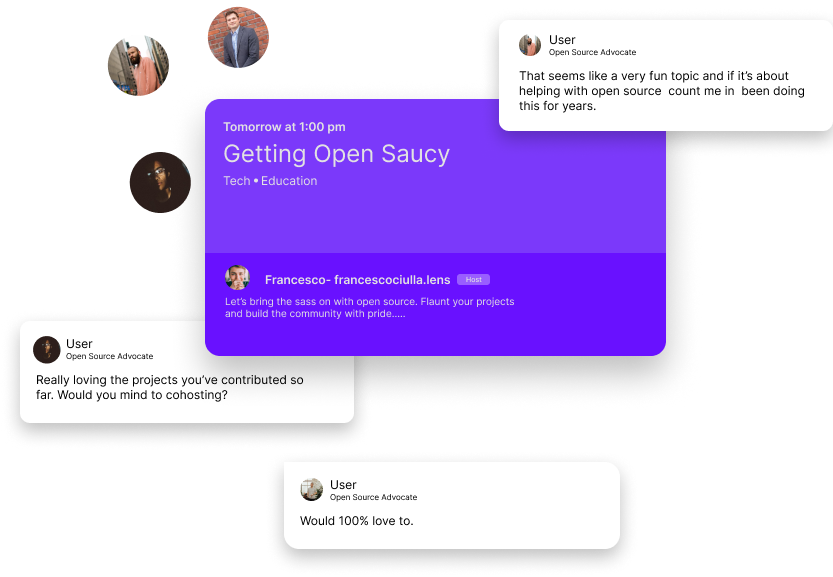 User
Open Source Advocate
That seems like a very fun topic and if it's about
helping with open source  count me in  been doing
this for years.
Tomorrow at 1:00 pm
Getting Open Saucy
Tech • Education
Francesco- francescociulla.lens Host
Let's bring the sass on with open source. Flaunt your projects
and build the community with pride.....
User
Open Source Advocate
Really loving the projects you've contributed so
far. Would you mind to cohosting?
User
Open Source Advocate
Would 100% love to.